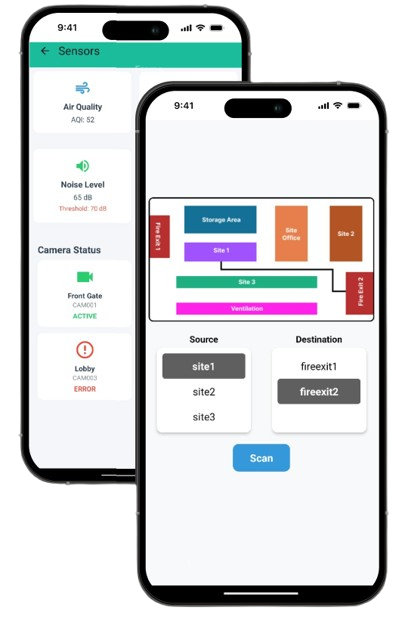 9:41
← Sensors
Air Quality
AQI: 52
Noise Level
65 dB
Threshold: 70 dB
Camera Status
Front Gate
CAM001
ACTIVE
Lobby
CAM003
ERROR
9:41
Fire Exit 1
Storage Area
Site
Office
Site 2
Site 1
Site 3
Fire Exit 2
Ventilation
Source
Destination
site1
fireexit1
site2
fireexit2
site3
Scan